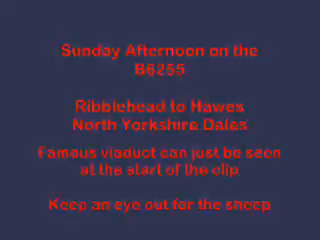 Sunday Afternoon on the
B6255
Ribblehead to Hawes
North Yorkshire Dales
Famous viaduct can just be seen
at the start of the clip
Keep an eye out for the sheep